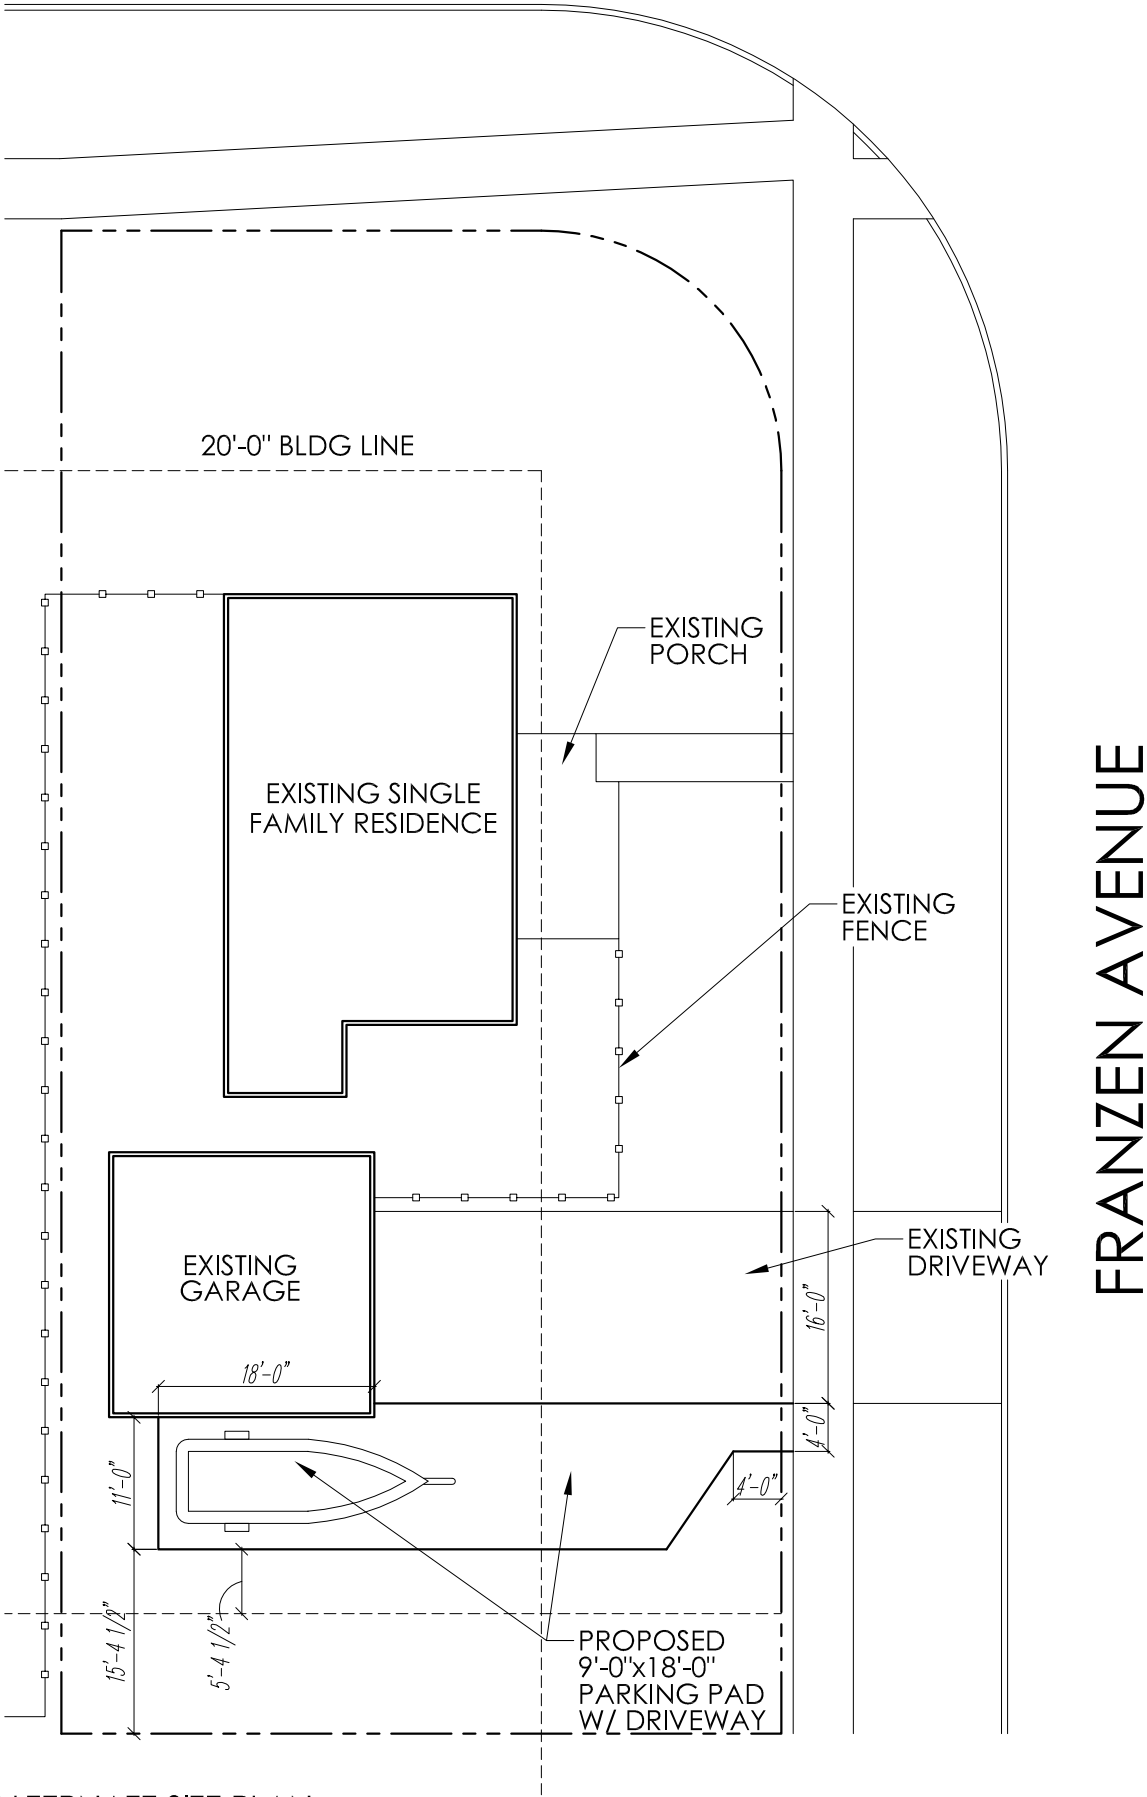 20'-0" BLDG LINE
EXISTING
PORCH
EXISTING SINGLE
FAMILY RESIDENCE
EXISTING
FENCE
FRANZEN AVENUE
EXISTING
DRIVEWAY
EXISTING
GARAGE
16'-0"
18'-0"
4'-0"
4'-0"
11'-0"
15'-4 1/2"
5'-4 1/2"
PROPOSED
9'-0"x18'-0"
PARKING PAD
W/ DRIVEWAY